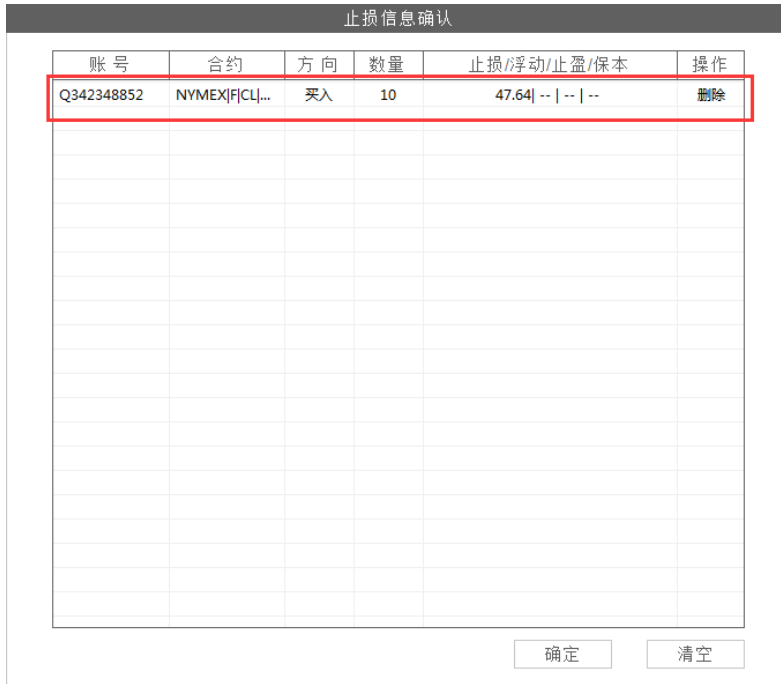 止损信息确认
账 号 合约 方 向 数量 止损/浮动/止盈/保本 操作
Q342348852 NYMEX|F|CL|... 买入 10 47.64| -- | -- | -- 删除
确定 清空